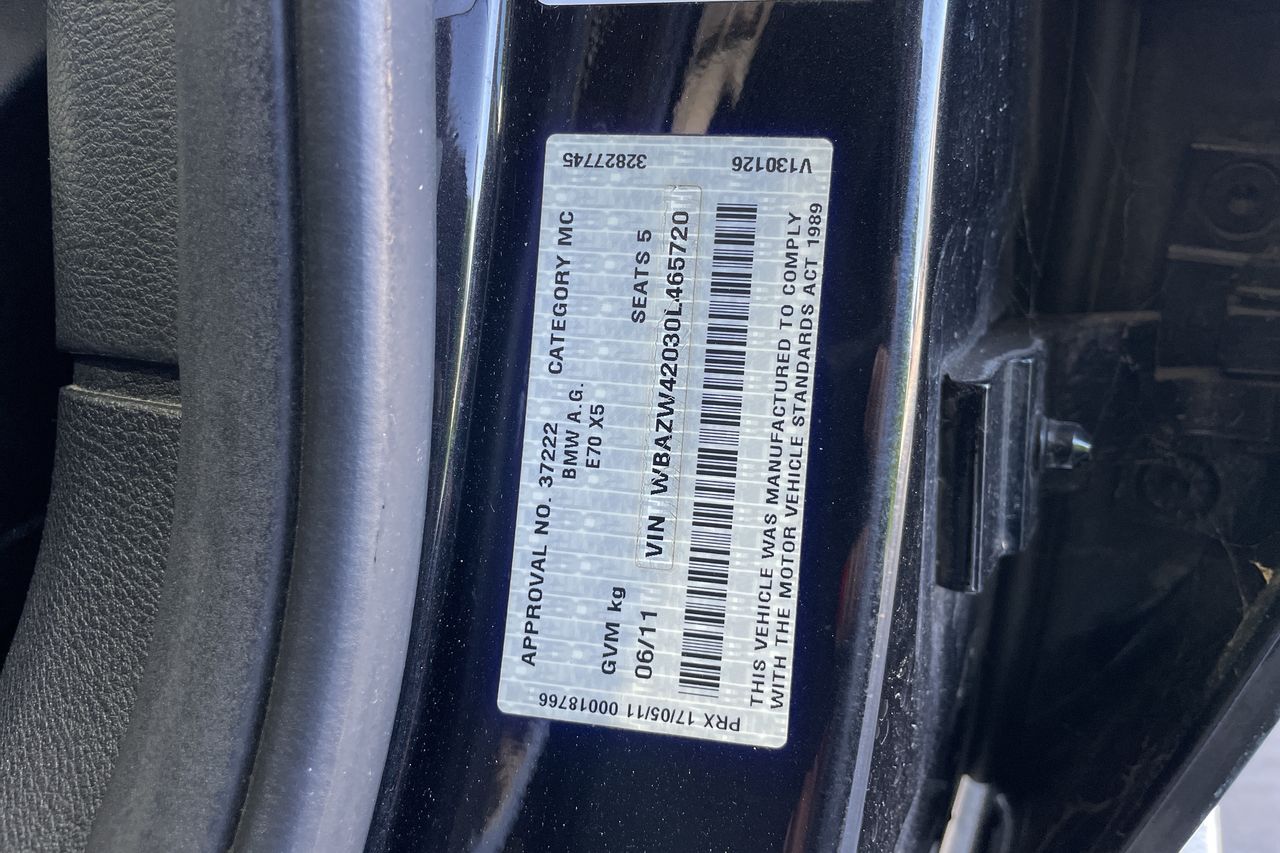 APPROVAL NO. 37222 CATEGORY MC
BMW A.G.
E70 X5
GVM kg SEATS 5
06/11 VIN WBAZW42030L465720
THIS VEHICLE WAS MANUFACTURED TO COMPLY
WITH THE MOTOR VEHICLE STANDARDS ACT 1989
32827745 V130126
PRX 17/05/11 00018766